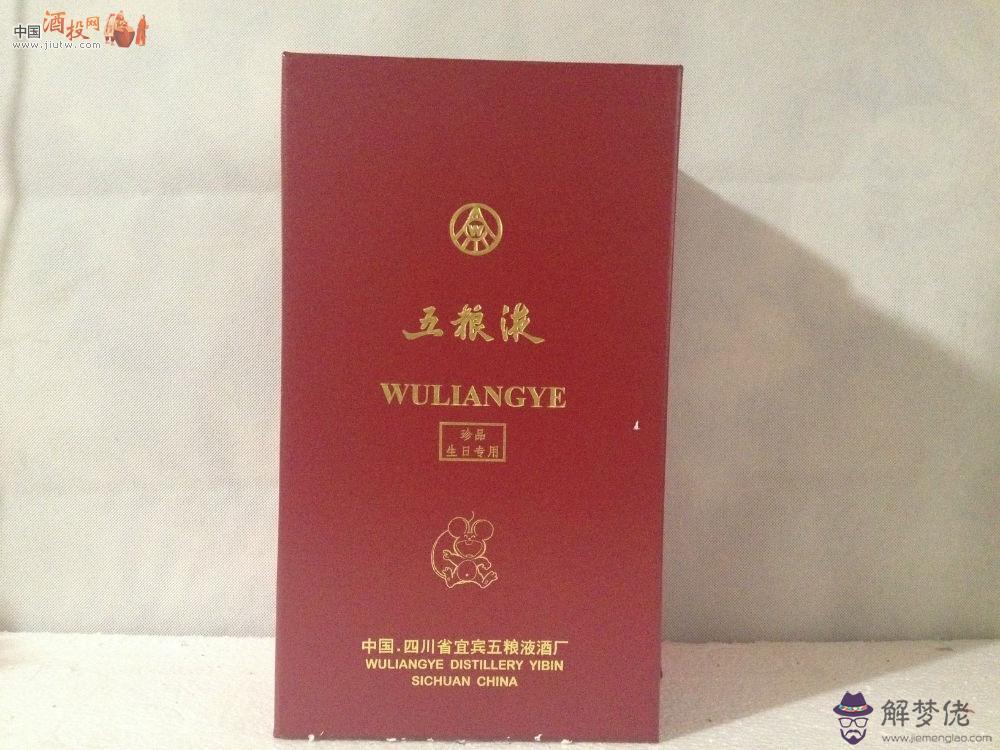 中国酒投网
www.jiutw.com
五粮液
WULIANGYE
珍品
生日专用
中国.四川省宜宾五粮液酒厂
WULIANGYE DISTILLERY YIBIN
SICHUAN CHINA
解梦佬
www.jiemenglao.com